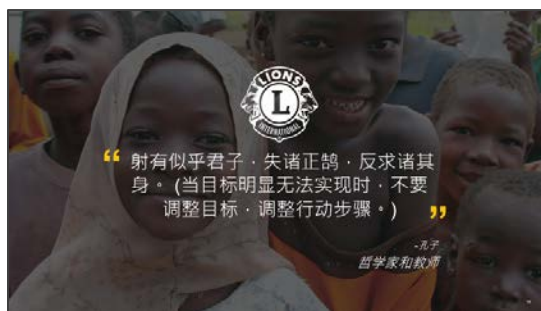 LIONS
L
INTERNATIONAL
“ 射有似乎君子，失诸正鹄，反求诸其
身。(当目标明显无法实现时，不要
调整目标，调整行动步骤。) ”
-孔子
哲学家和教师